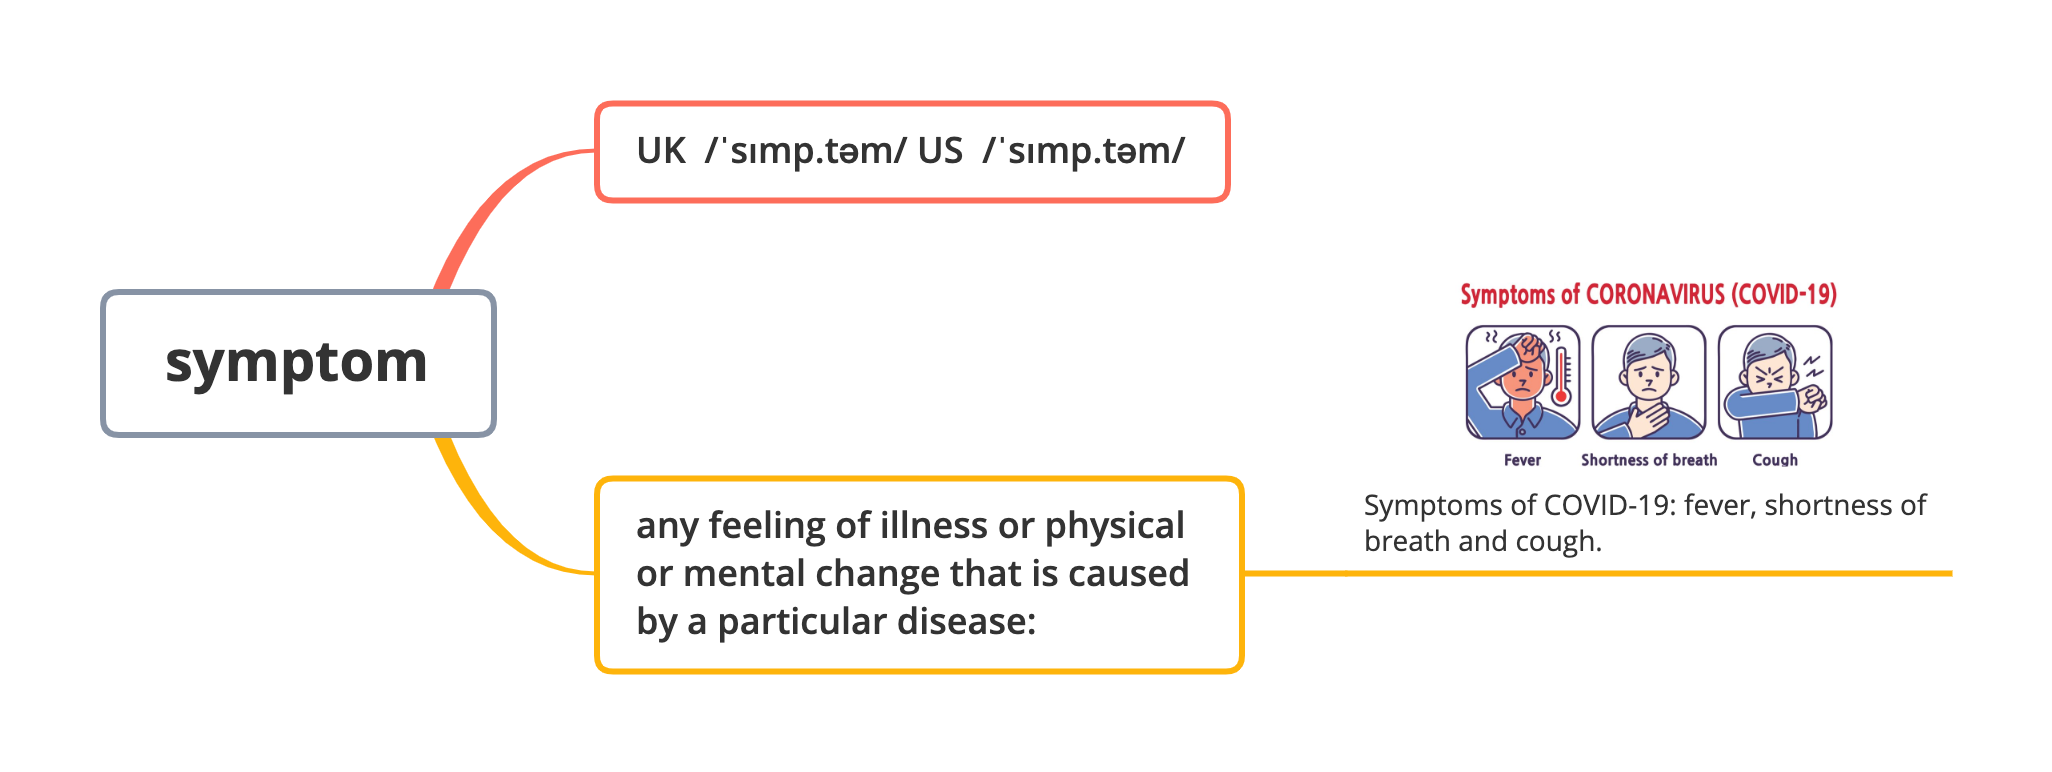 UK  /ˈsɪmp.təm/ US  /ˈsɪmp.təm/
symptom
any feeling of illness or physical
or mental change that is caused
by a particular disease:
Symptoms of CORONAVIRUS (COVID-19)
Fever
Shortness of breath
Cough
Symptoms of COVID-19: fever, shortness of
breath and cough.